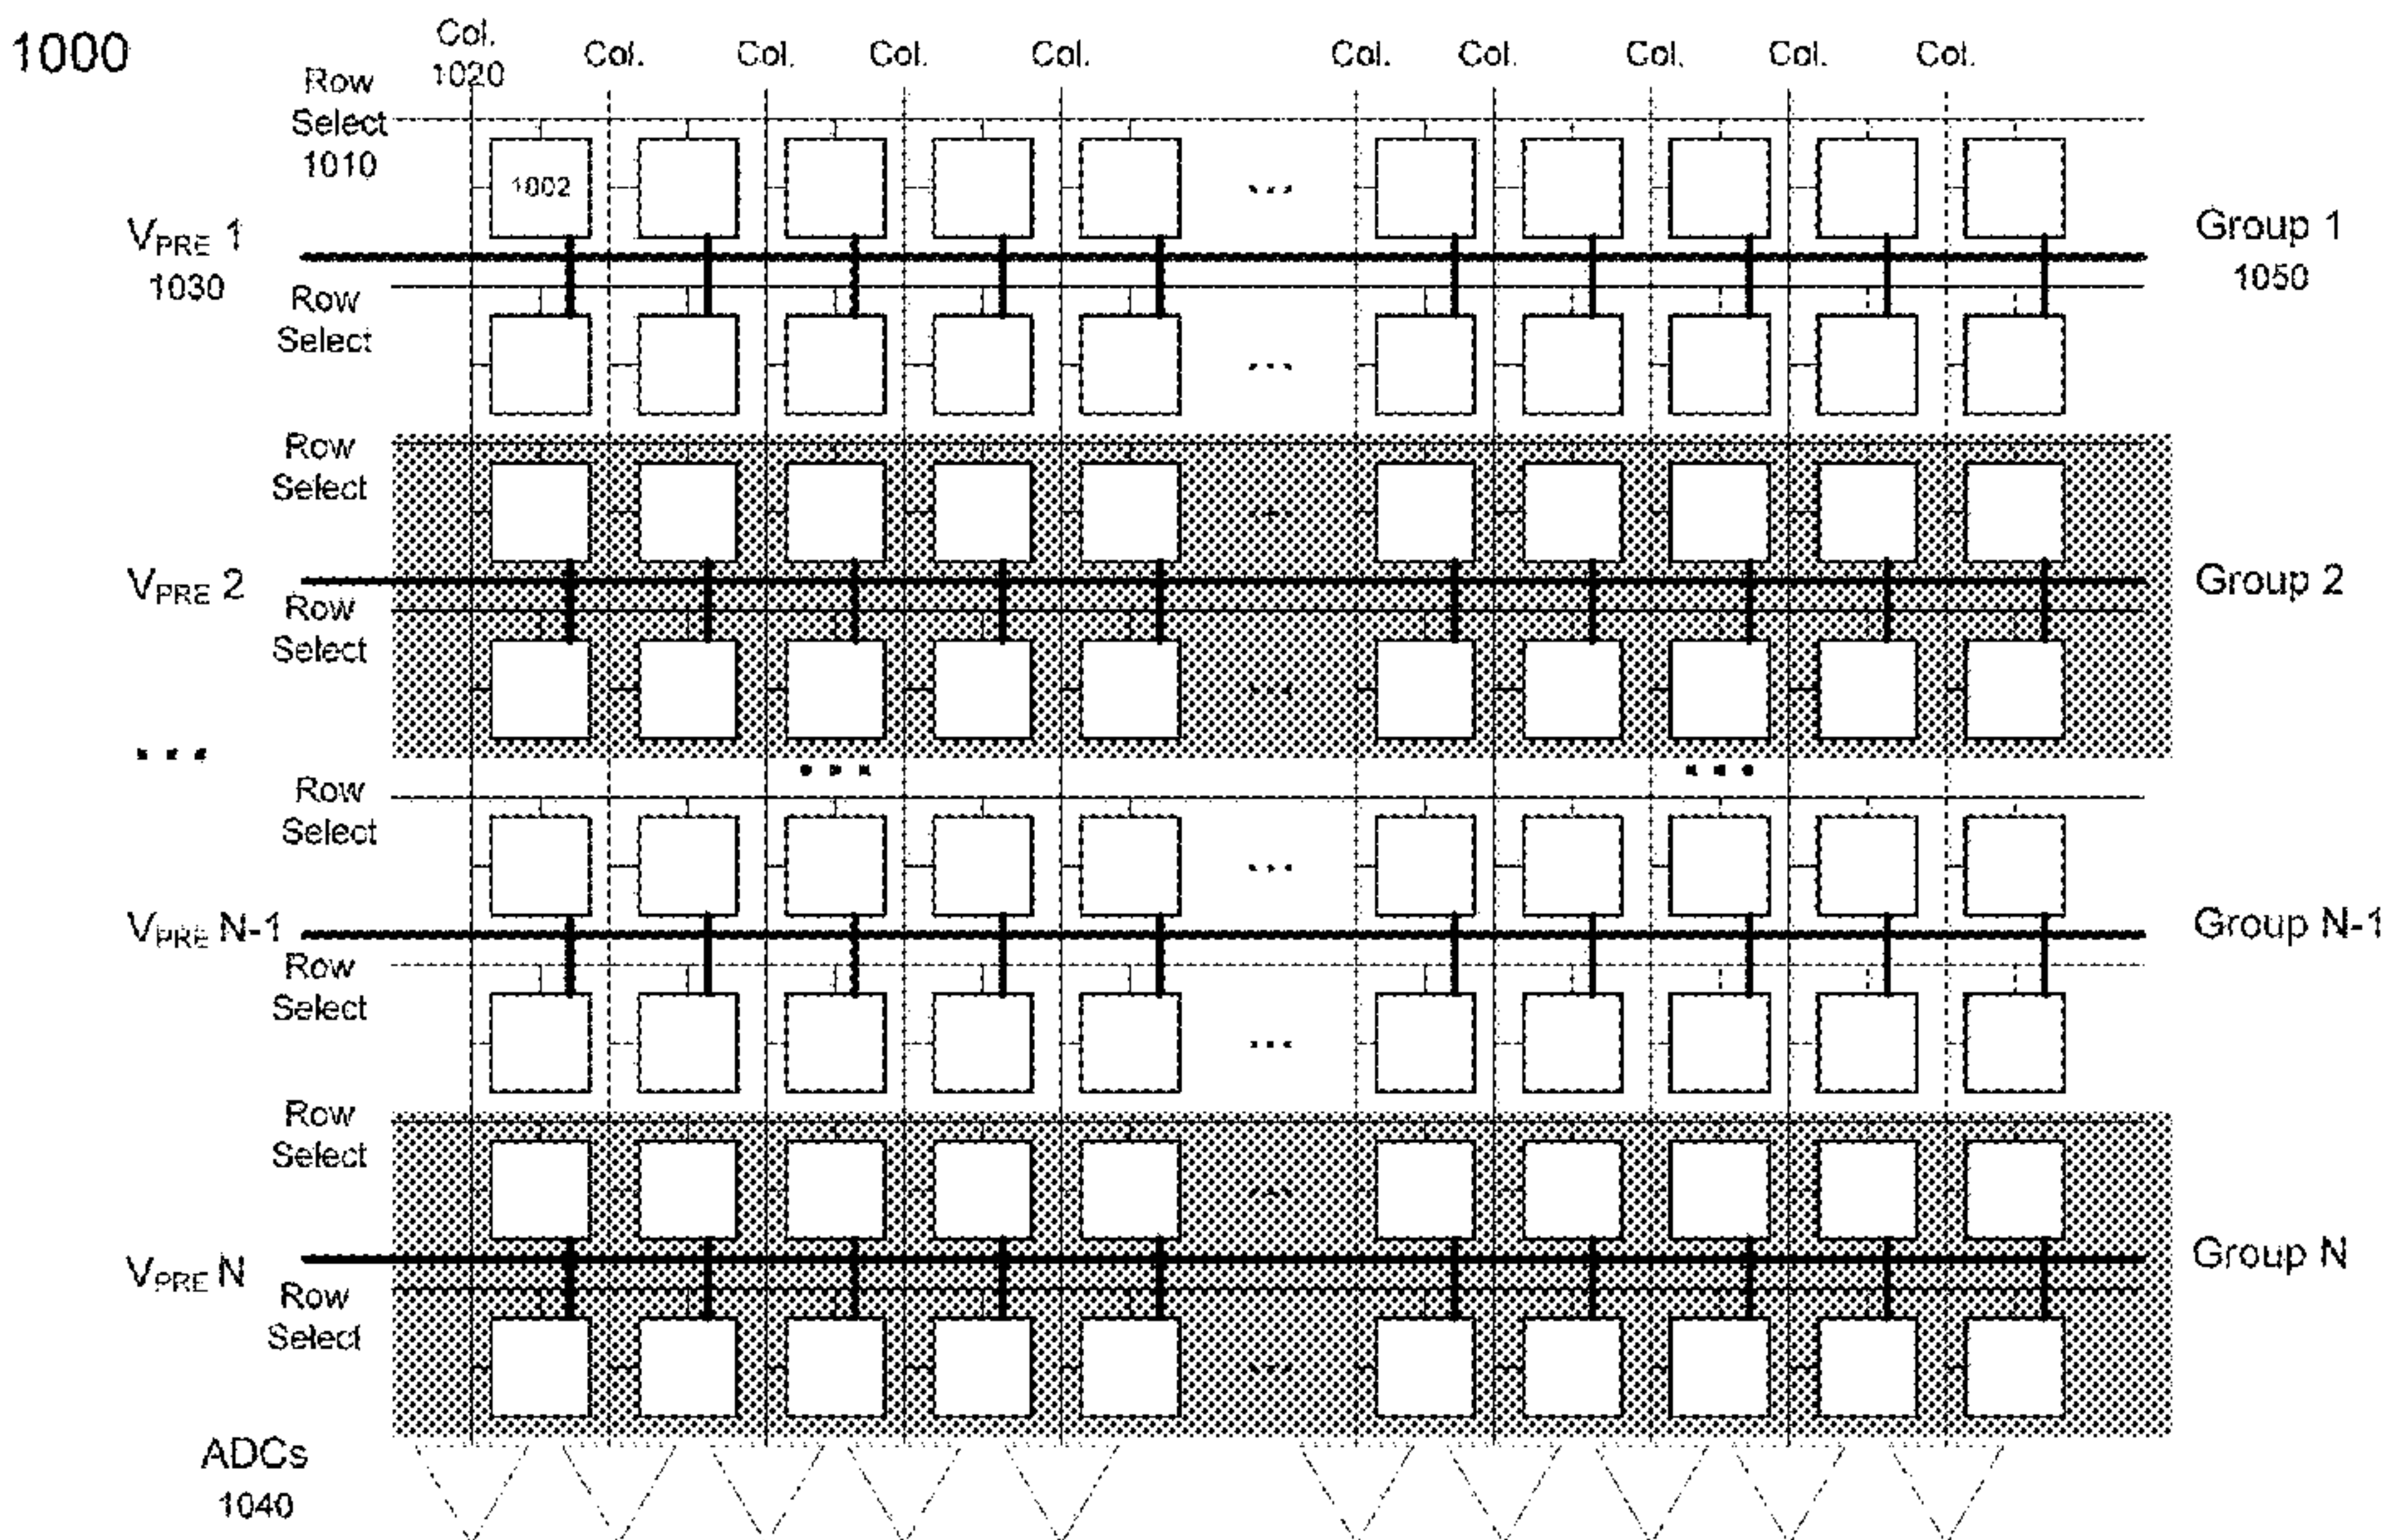 1000
Col.
1020
Col. Col. Col. Col. Col. Col. Col. Col. Col.
Row
Select
1010
1002
...
VPRE 1
1030
Group 1
1050
Row
Select
...
Row
Select
...
VPRE 2
Group 2
Row
Select
...
...
... ...
Row
Select
...
VPRE N-1
Group N-1
Row
Select
...
Row
Select
...
VPRE N
Group N
Row
Select
...
ADCs
1040